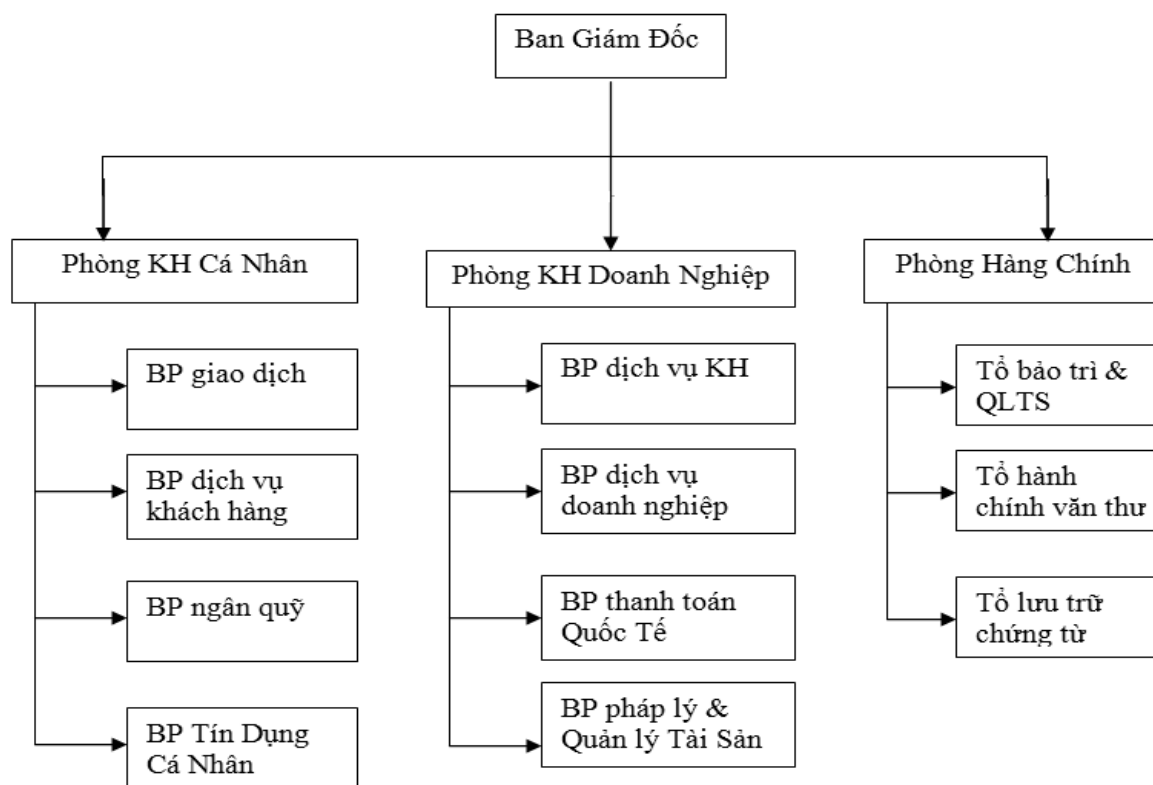 Ban Giám Đốc
Phòng KH Cá Nhân
Phòng KH Doanh Nghiệp
Phòng Hàng Chính
BP giao dịch
BP dịch vụ
khách hàng
BP ngân quỹ
BP Tín Dụng
Cá Nhân
BP dịch vụ KH
BP dịch vụ
doanh nghiệp
BP thanh toán
Quốc Tế
BP pháp lý &
Quản lý Tài Sản
Tổ bảo trì &
QLTS
Tổ hành
chính văn thư
Tổ lưu trữ
chứng từ